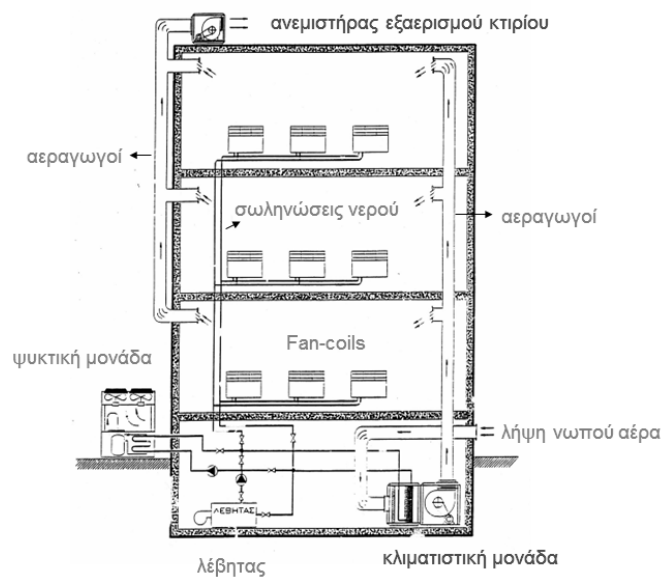 ανεμιστήρας εξαερισμού κτιρίου
αεραγωγοί
σωληνώσεις νερού
αεραγωγοί
Fan-coils
ψυκτική μονάδα
λήψη νωπού αέρα
ΛΕΒΗΤΑΣ
λέβητας
κλιματιστική μονάδα